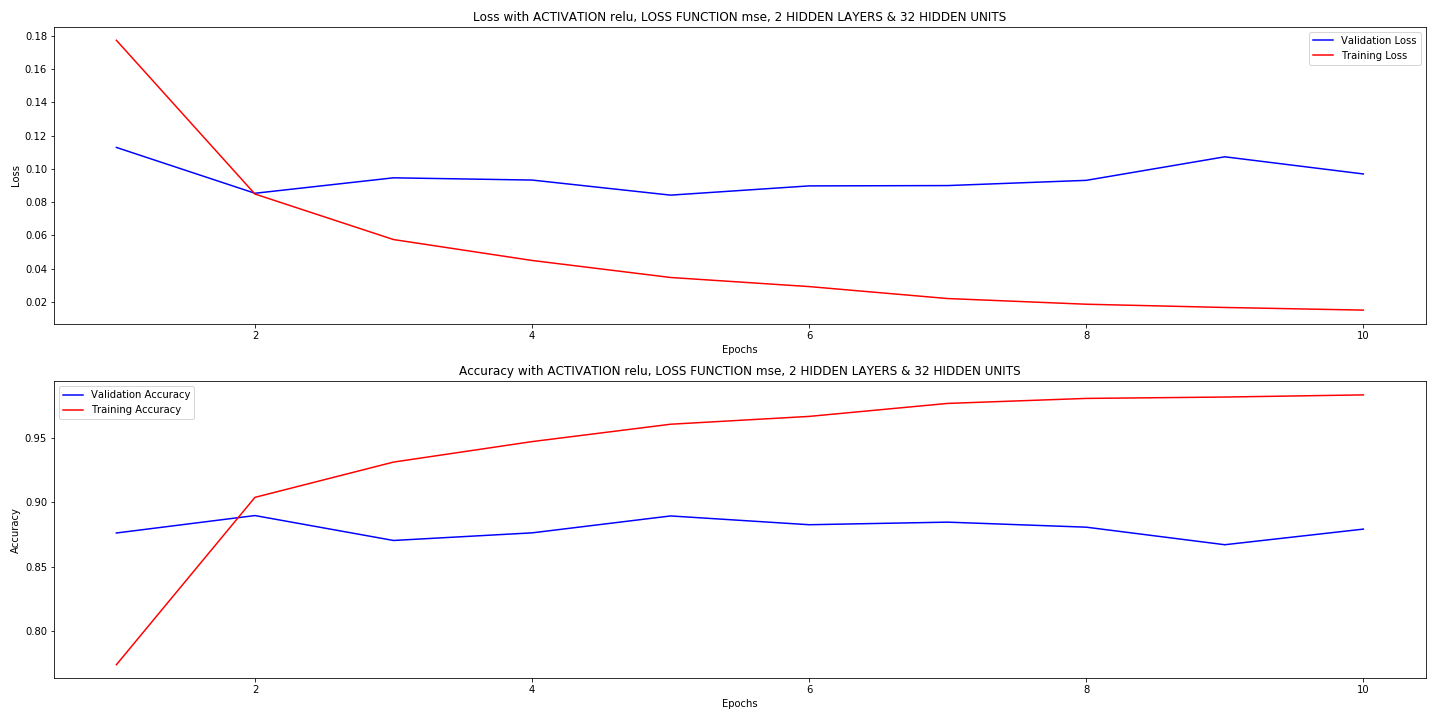 Loss with ACTIVATION relu, LOSS FUNCTION mse, 2 HIDDEN LAYERS & 32 HIDDEN UNITS
Validation Loss
Training Loss
Loss
0.18
0.16
0.14
0.12
0.10
0.08
0.06
0.04
0.02
2 4 6 8 10
Epochs
Accuracy with ACTIVATION relu, LOSS FUNCTION mse, 2 HIDDEN LAYERS & 32 HIDDEN UNITS
Validation Accuracy
Training Accuracy
Accuracy
0.95
0.90
0.85
0.80
2 4 6 8 10
Epochs